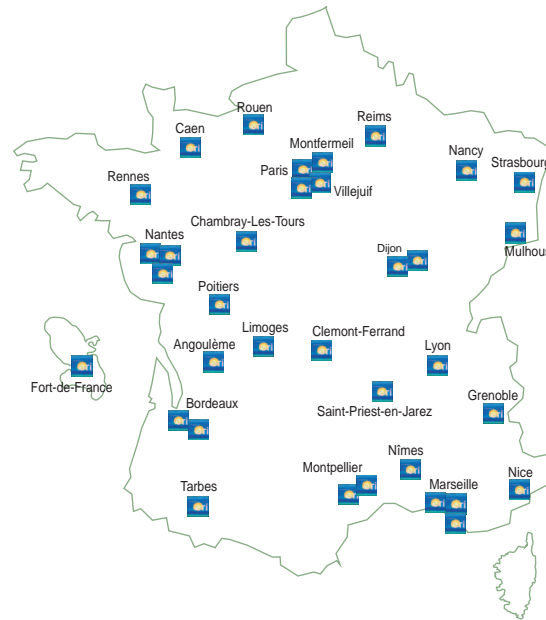 Rouen
Reims
Caen
Montfermeil
Nancy
Paris
Strasbourg
Rennes
Villejuif
Chambray-Les-Tours
Nantes
Dijon
Mulhous
Poitiers
Limoges
Clemont-Ferrand
Angoulême
Lyon
Fort-de-France
Grenoble
Bordeaux
Saint-Priest-en-Jarez
Nîmes
Montpellier
Nice
Marseille
Tarbes